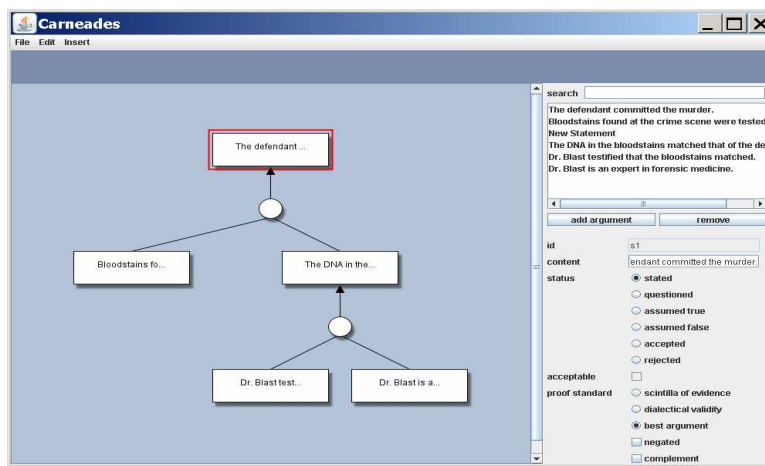 Carneades
File Edit Insert
search
The defendant committed the murder.
Bloodstains found at the crime scene were tested
New Statement
The DNA in the bloodstains matched that of the de
Dr. Blast testified that the bloodstains matched.
Dr. Blast is an expert in forensic medicine.
add argument remove
id s1
content endant committed the murder.
status stated
questioned
assumed true
assumed false
accepted
rejected
acceptable
proof standard scintilla of evidence
dialectical validity
best argument
negated
complement
The defendant ...
Bloodstains fo...
The DNA in the...
Dr. Blast test...
Dr. Blast is a...